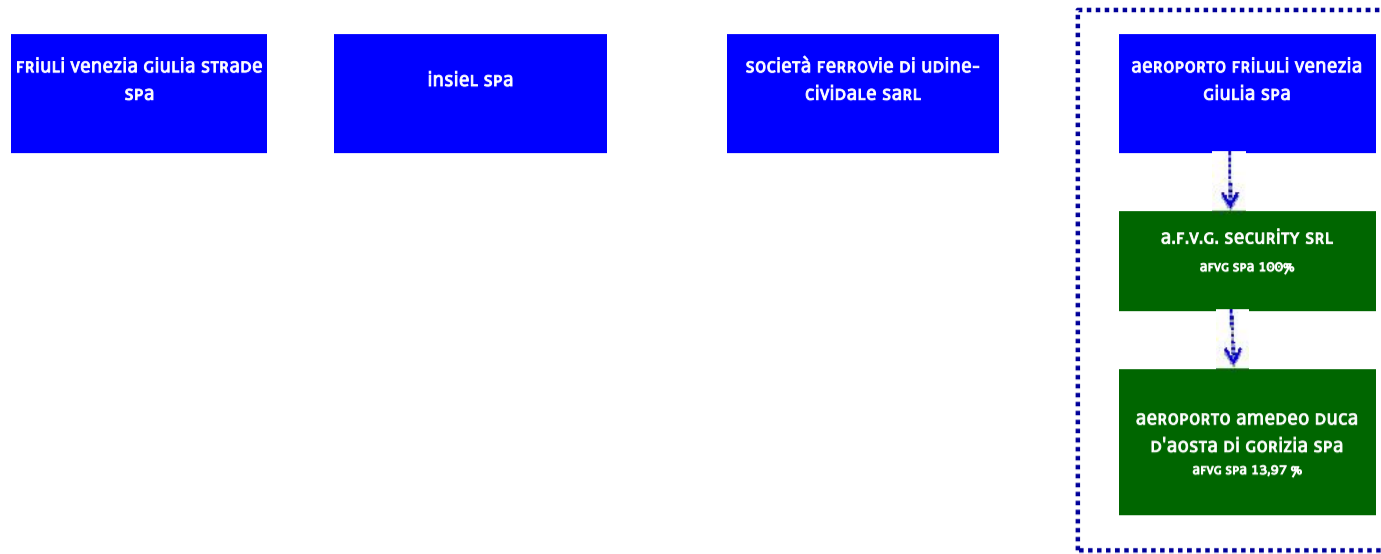 FRIULI VENEZIA GIULIA STRADE
SPA
INSIEL SPA
SOCIETÀ FERROVIE DI UDINE-
CIVIDALE SARL
AEROPORTO FRILULI VENEZIA
GIULIA SPA
A.F.V.G. SECURITY SRL
AFVG SPA 100%
AEROPORTO AMEDEO DUCA
D'AOSTA DI GORIZIA SPA
AFVG SPA 13,97 %